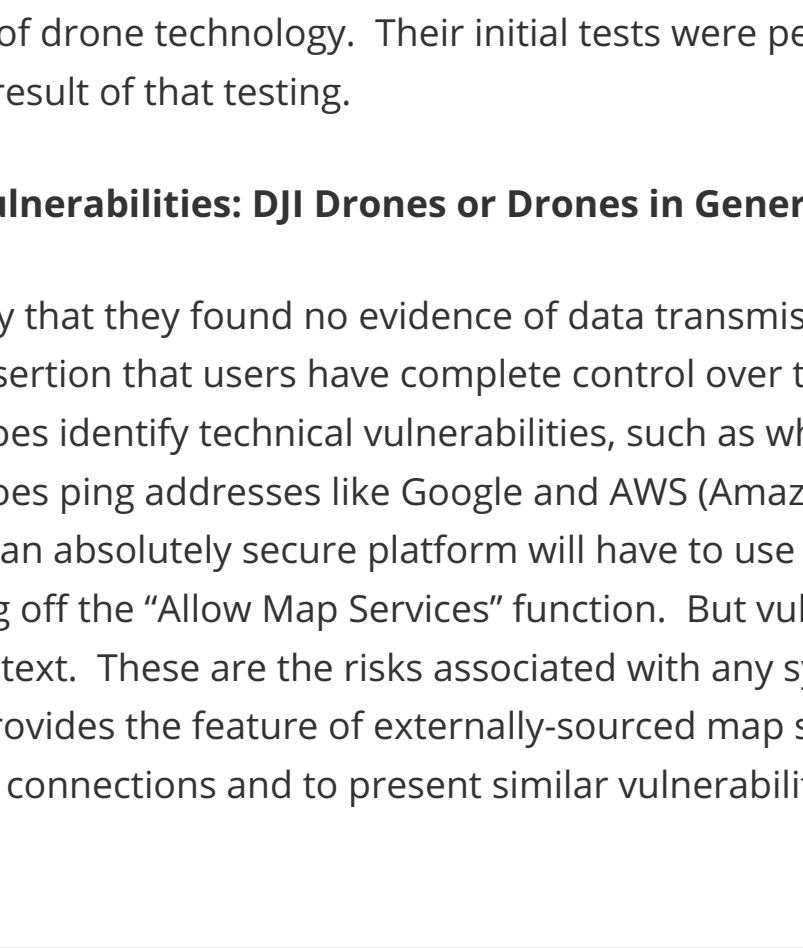 of drone technology.  Their initial tests were pe
result of that testing.
ulnerabilities: DJI Drones or Drones in Gener
y that they found no evidence of data transmis
sertion that users have complete control over t
oes identify technical vulnerabilities, such as wh
oes ping addresses like Google and AWS (Amaz
an absolutely secure platform will have to use
g off the “Allow Map Services” function.  But vul
text.  These are the risks associated with any sy
rovides the feature of externally-sourced map s
connections and to present similar vulnerabilit